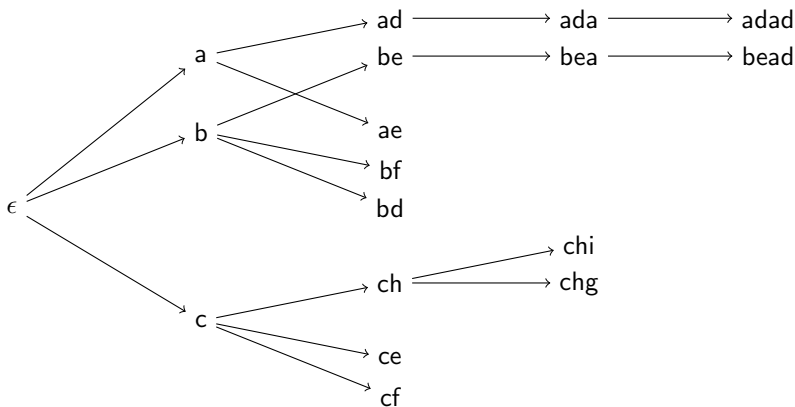 ad ada adad
a be bea bead
b ae
bf
ϵ bd
chi
ch chg
c
ce
cf